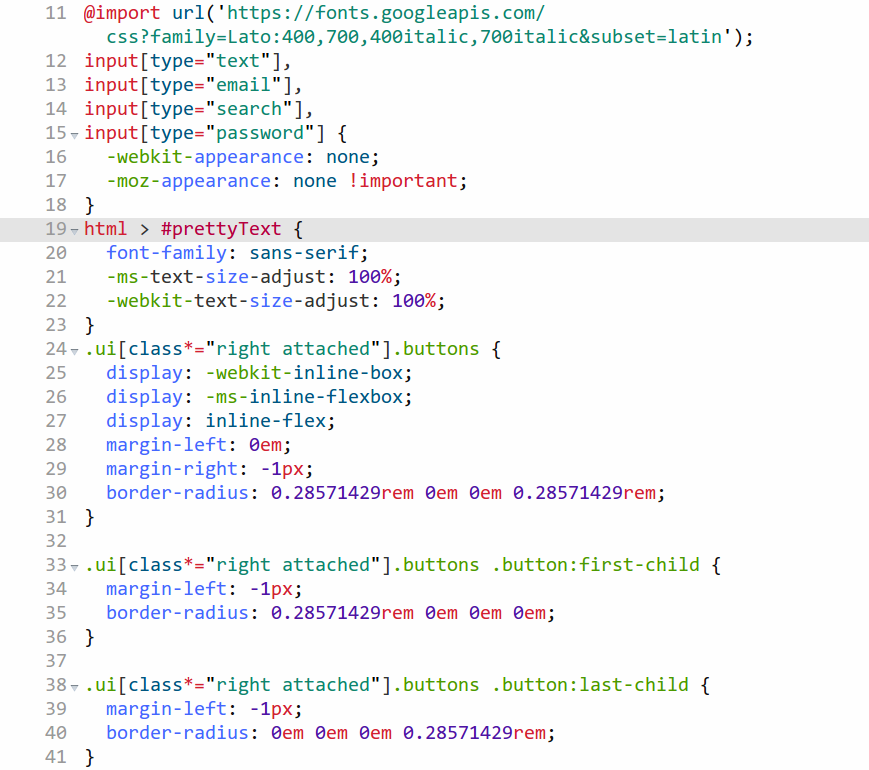 11 @import url('https://fonts.googleapis.com/
css?family=Lato:400,700,400italic,700italic&subset=latin');
12 input[type="text"],
13 input[type="email"],
14 input[type="search"],
15 input[type="password"] {
16 -webkit-appearance: none;
17 -moz-appearance: none !important;
18 }
19 html > #prettyText {
20 font-family: sans-serif;
21 -ms-text-size-adjust: 100%;
22 -webkit-text-size-adjust: 100%;
23 }
24 .ui[class*="right attached"].buttons {
25 display: -webkit-inline-box;
26 display: -ms-inline-flexbox;
27 display: inline-flex;
28 margin-left: 0em;
29 margin-right: -1px;
30 border-radius: 0.28571429rem 0em 0em 0.28571429rem;
31 }
32
33 .ui[class*="right attached"].buttons .button:first-child {
34 margin-left: -1px;
35 border-radius: 0.28571429rem 0em 0em 0em;
36 }
37
38 .ui[class*="right attached"].buttons .button:last-child {
39 margin-left: -1px;
40 border-radius: 0em 0em 0em 0.28571429rem;
41 }